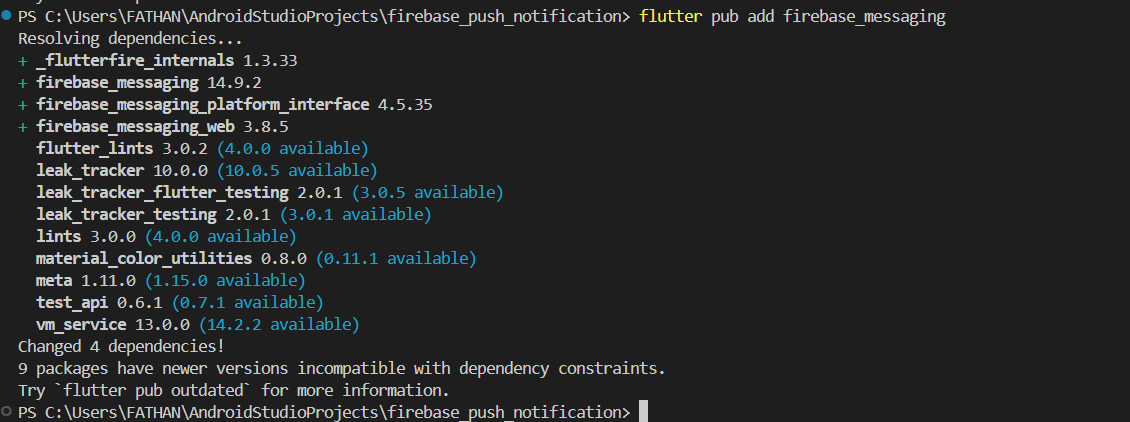 PS C:\Users\FATHAN\AndroidStudioProjects\firebase_push_notification> flutter pub add firebase_messaging
Resolving dependencies...
+ _flutterfire_internals 1.3.33
+ firebase_messaging 14.9.2
+ firebase_messaging_platform_interface 4.5.35
+ firebase_messaging_web 3.8.5
  flutter_lints 3.0.2 (4.0.0 available)
  leak_tracker 10.0.0 (10.0.5 available)
  leak_tracker_flutter_testing 2.0.1 (3.0.5 available)
  leak_tracker_testing 2.0.1 (3.0.1 available)
  lints 3.0.0 (4.0.0 available)
  material_color_utilities 0.8.0 (0.11.1 available)
  meta 1.11.0 (1.15.0 available)
  test_api 0.6.1 (0.7.1 available)
  vm_service 13.0.0 (14.2.2 available)
Changed 4 dependencies!
9 packages have newer versions incompatible with dependency constraints.
Try `flutter pub outdated` for more information.
PS C:\Users\FATHAN\AndroidStudioProjects\firebase_push_notification>